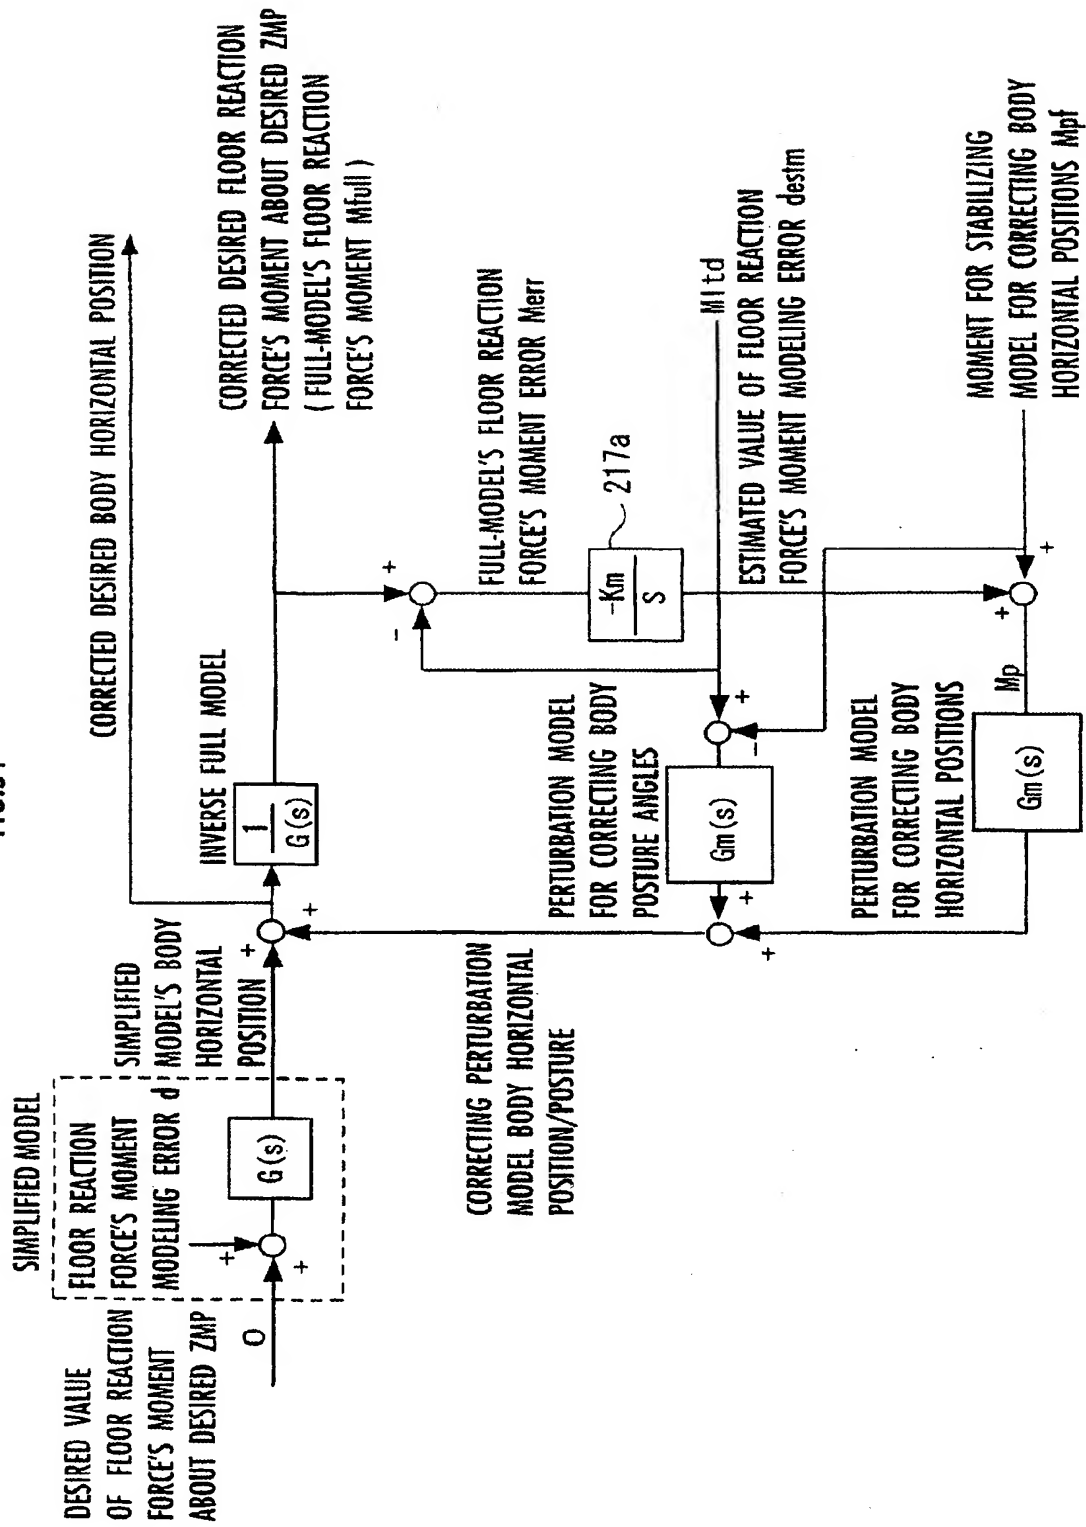 SIMPLIFIED MODEL
DESIRED VALUE
OF FLOOR REACTION
FORCE'S MOMENT
ABOUT DESIRED ZMP
0
+
+
FLOOR REACTION
FORCE'S MOMENT
MODELING ERROR d
G(s)
SIMPLIFIED
MODEL'S BODY
HORIZONTAL
POSITION
+
+
CORRECTED DESIRED BODY HORIZONTAL POSITION
INVERSE FULL MODEL
1
G(s)
CORRECTED DESIRED FLOOR REACTION
FORCE'S MOMENT ABOUT DESIRED ZMP
(FULL-MODEL'S FLOOR REACTION
FORCE'S MOMENT Mfull)
+
-
FULL-MODEL'S FLOOR REACTION
FORCE'S MOMENT ERROR Merr
-Km
S
217a
CORRECTING PERTURBATION
MODEL BODY HORIZONTAL
POSITION/POSTURE
PERTURBATION MODEL
FOR CORRECTING BODY
POSTURE ANGLES
Gm(s)
+
+
+
-
Mltd
ESTIMATED VALUE OF FLOOR REACTION
FORCE'S MOMENT MODELING ERROR destm
PERTURBATION MODEL
FOR CORRECTING BODY
HORIZONTAL POSITIONS
Gm(s)
Mp
+
+
MOMENT FOR STABILIZING
MODEL FOR CORRECTING BODY
HORIZONTAL POSITIONS Mpf